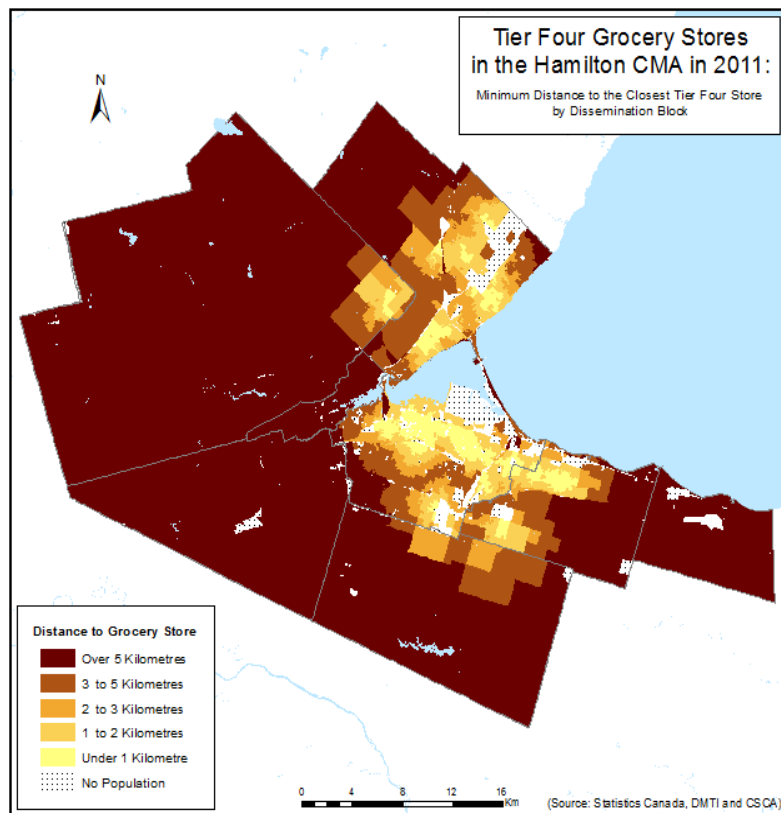 Tier Four Grocery Stores
in the Hamilton CMA in 2011:
Minimum Distance to the Closest Tier Four Store
by Dissemination Block
N
Distance to Grocery Store
Over 5 Kilometres
3 to 5 Kilometres
2 to 3 Kilometres
1 to 2 Kilometres
Under 1 Kilometre
No Population
0 4 8 12 16
Km
(Source: Statistics Canada, DMTI and CSCA)